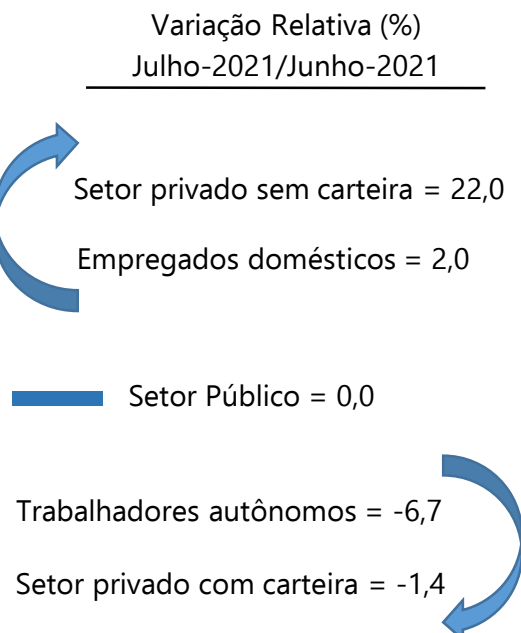 Variação Relativa (%)
Julho-2021/Junho-2021
Setor privado sem carteira = 22,0
Empregados domésticos = 2,0
Setor Público = 0,0
Trabalhadores autônomos = -6,7
Setor privado com carteira = -1,4